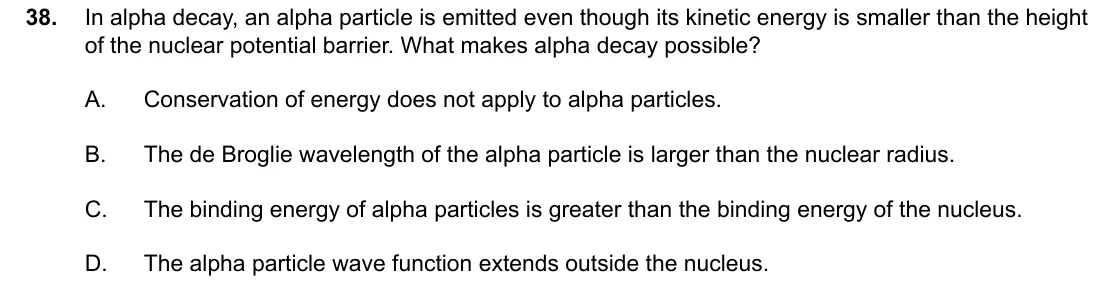 38. In alpha decay, an alpha particle is emitted even though its kinetic energy is smaller than the height
of the nuclear potential barrier. What makes alpha decay possible?
A. Conservation of energy does not apply to alpha particles.
B. The de Broglie wavelength of the alpha particle is larger than the nuclear radius.
C. The binding energy of alpha particles is greater than the binding energy of the nucleus.
D. The alpha particle wave function extends outside the nucleus.